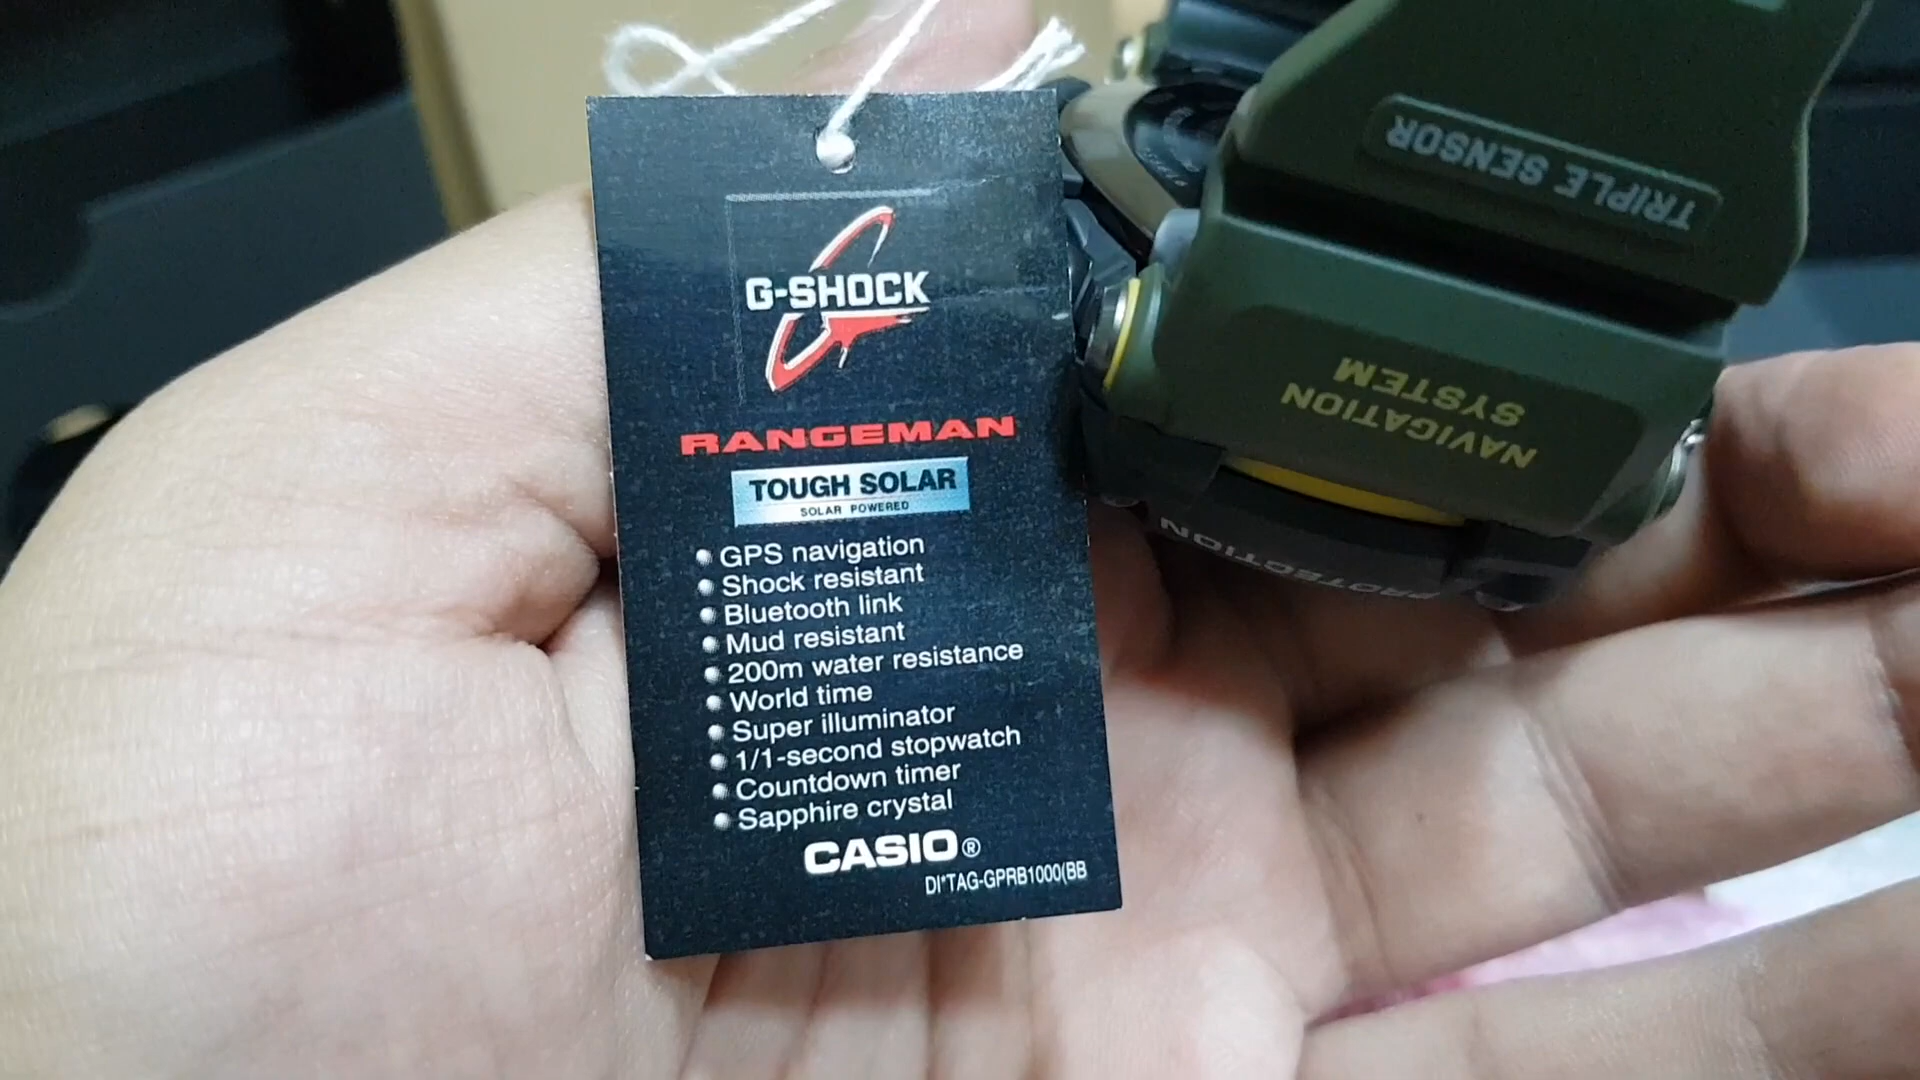 G-SHOCK
RANGEMAN
TOUGH SOLAR
SOLAR POWERED
GPS navigation
Shock resistant
Bluetooth link
Mud resistant
200m water resistance
World time
Super illuminator
1/1-second stopwatch
Countdown timer
Sapphire crystal
CASIO®
DI*TAG-GPRB1000(BB
TRIPLE SENSOR
NAVIGATION
SYSTEM
PROTECTION